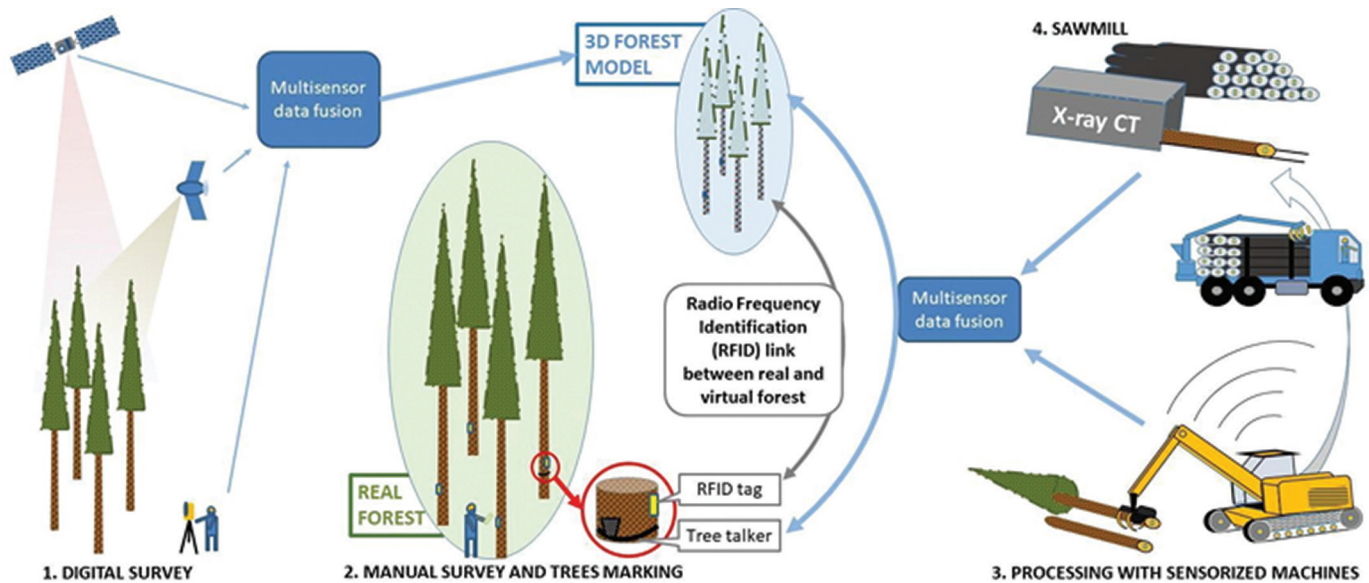 Multisensor
data fusion
3D FOREST
MODEL
4. SAWMILL
X-ray CT
Radio Frequency
Identification
(RFID) link
between real and
virtual forest
Multisensor
data fusion
REAL
FOREST
RFID tag
Tree talker
1. DIGITAL SURVEY
2. MANUAL SURVEY AND TREES MARKING
3. PROCESSING WITH SENSORIZED MACHINES